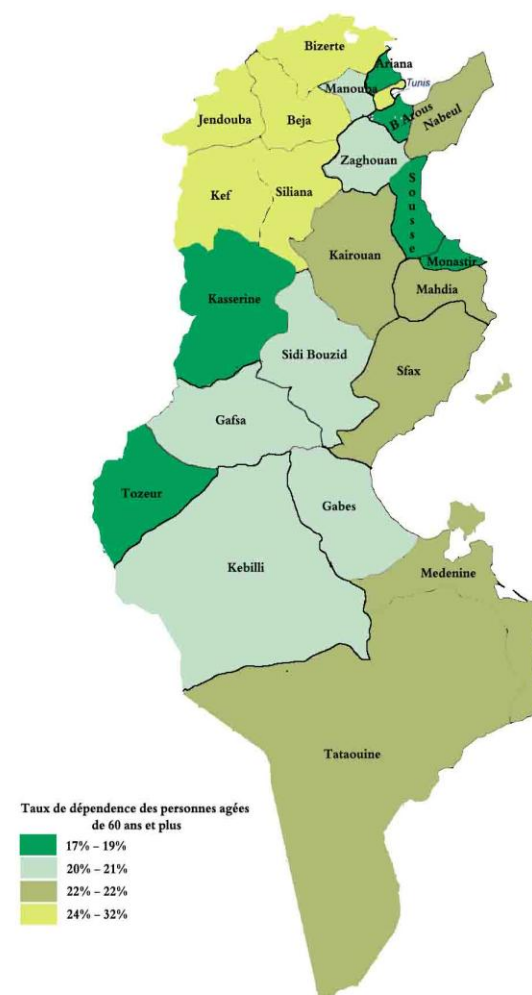 Bizerte
Ariana
Manouba
Tunis
B Arous
Nabeul
Jendouba
Beja
Zaghouan
Sousse
Kef
Siliana
Kairouan
Monastir
Mahdia
Kasserine
Sidi Bouzid
Sfax
Gafsa
Tozeur
Gabes
Kebilli
Medenine
Tataouine
Taux de dépendence des personnes agées
de 60 ans et plus
17% – 19%
20% – 21%
22% – 22%
24% – 32%